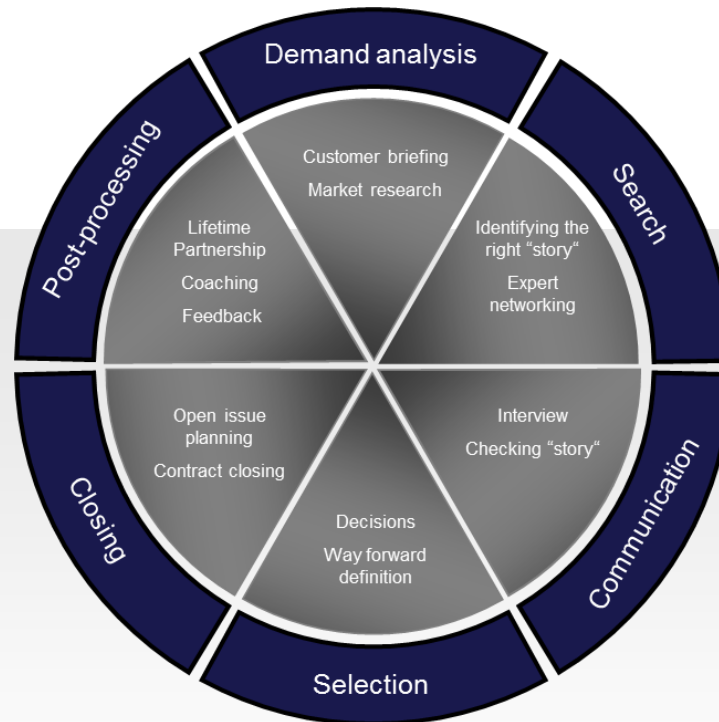 Demand analysis
Customer briefing
Market research
Search
Identifying the
right “story“
Expert
networking
Communication
Interview
Checking “story“
Selection
Decisions
Way forward
definition
Closing
Open issue
planning
Contract closing
Post-processing
Lifetime
Partnership
Coaching
Feedback